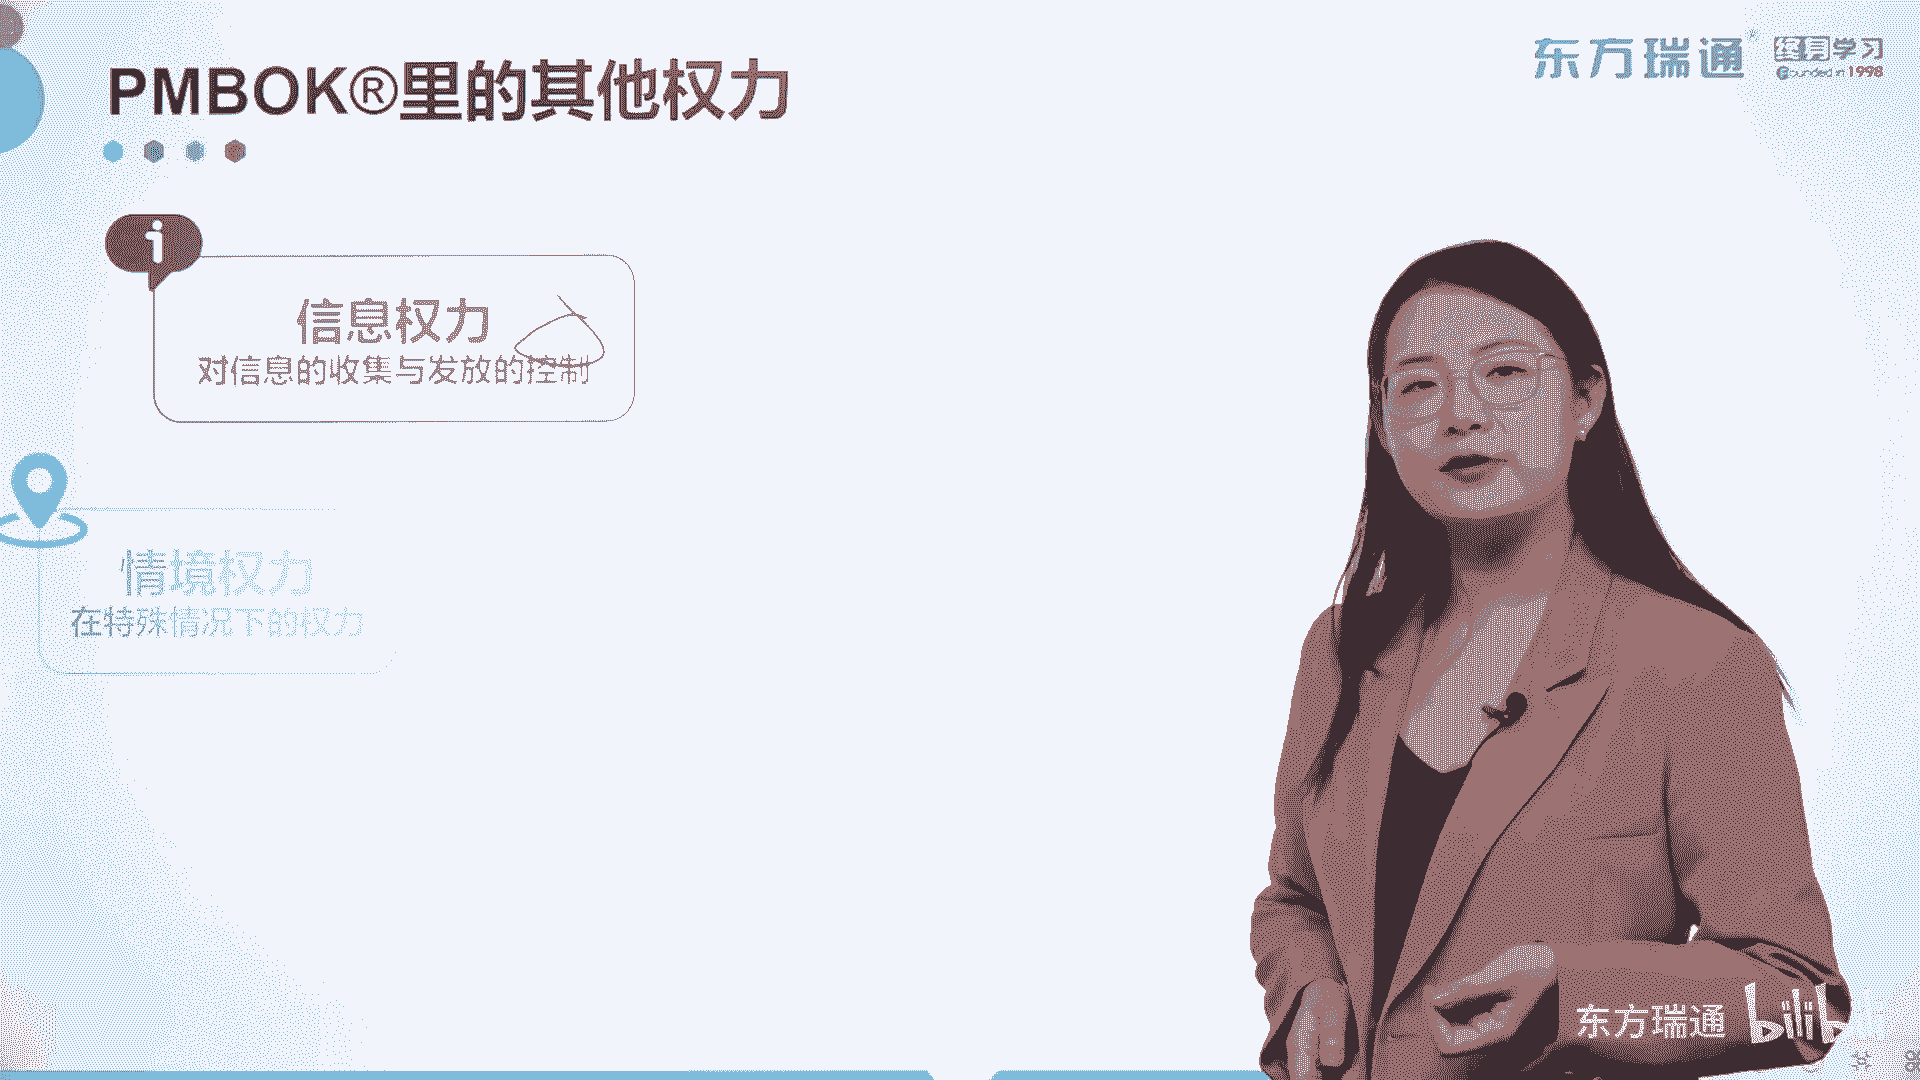 PMBOK®里的其他权力
东方瑞通®
终身学习
Founded in 1998
i
信息权力
对信息的收集与发放的控制
情境权力
在特殊情况下的权力
东方瑞通